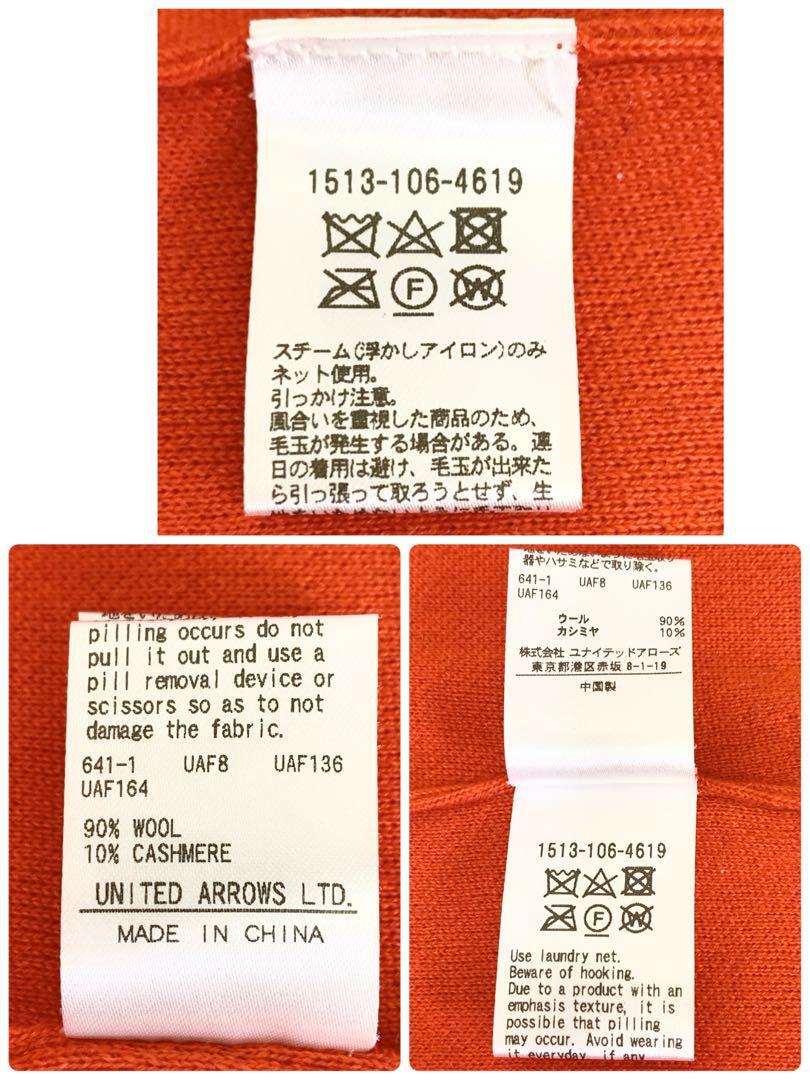 1513-106-4619
F
W
スチーム(浮かしアイロン)のみ
ネット使用。
引っかけ注意。
風合いを重視した商品のため、
毛玉が発生する場合がある。連
日の着用は避け、毛玉が出来た
ら引っ張って取ろうとせず、生
pilling occurs do not
pull it out and use a
pill removal device or
scissors so as to not
damage the fabric.
641-1 UAF8 UAF136
UAF164
90% WOOL
10% CASHMERE
UNITED ARROWS LTD.
MADE IN CHINA
器やハサミなどで取り除く。
641-1 UAF8 UAF136
UAF164
ウール 90%
カシミヤ 10%
株式会社 ユナイテッドアローズ
東京都港区赤坂 8-1-19
中国製
1513-106-4619
F
W
Use laundry net.
Beware of hooking.
Due to a product with an
emphasis texture, it is
possible that pilling
may occur. Avoid wearing
it everyday, if any